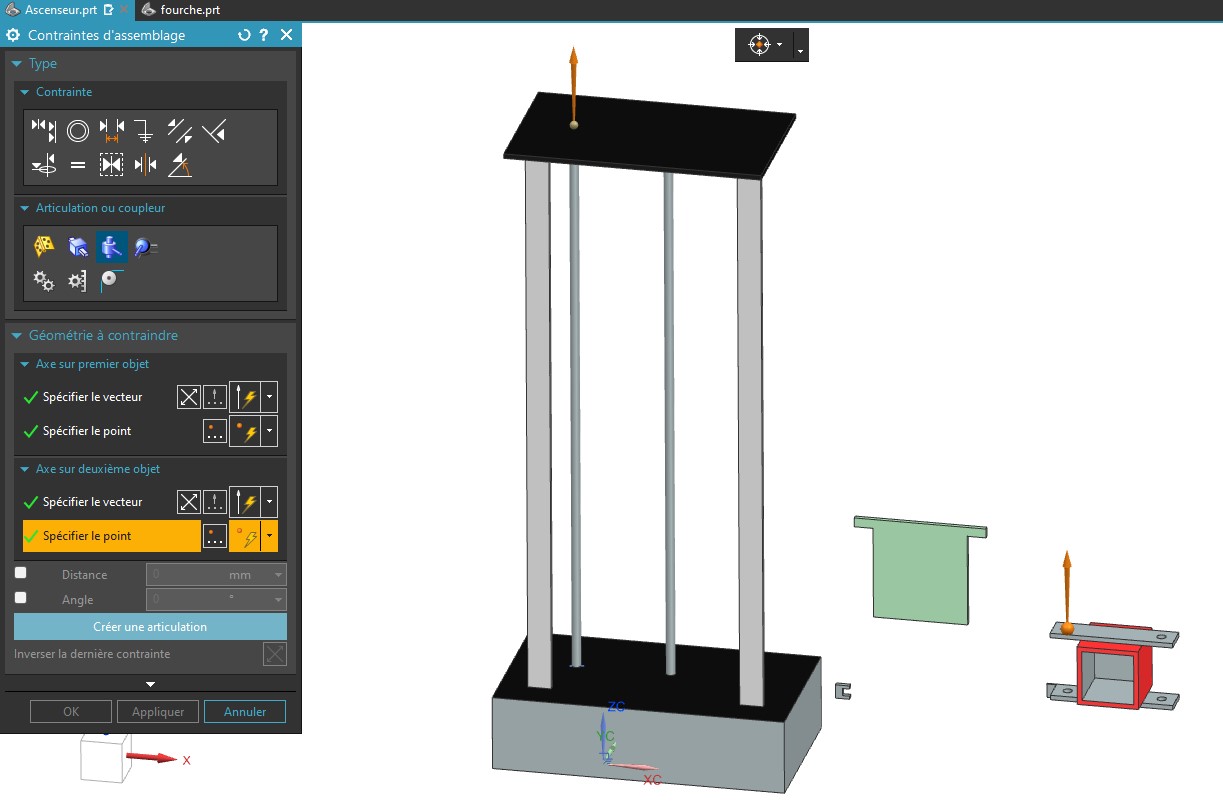 Ascenseur.prt
fourche.prt
Contraintes d'assemblage
?
Type
Contrainte
Articulation ou coupleur
Géométrie à contraindre
Axe sur premier objet
Spécifier le vecteur
Spécifier le point
Axe sur deuxième objet
Spécifier le vecteur
Spécifier le point
Distance 0 mm
Angle 0 °
Créer une articulation
Inverser la dernière contrainte
OK Appliquer Annuler
ZC
YC
XC
X